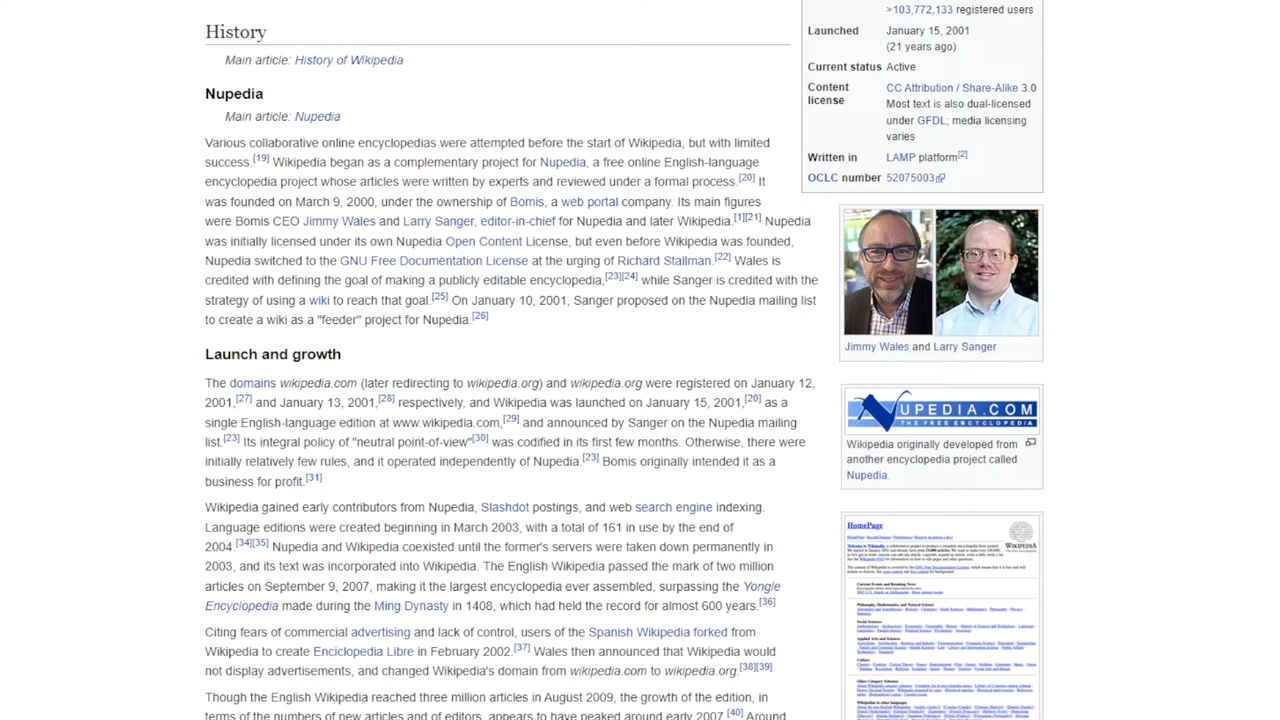 >103,772,133 registered users
Launched January 15, 2001
(21 years ago)
Current status Active
Content license CC Attribution / Share-Alike 3.0
Most text is also dual-licensed
under GFDL; media licensing
varies
Written in LAMP platform[2]
OCLC number 52075003
History
Main article: History of Wikipedia
Nupedia
Main article: Nupedia
Various collaborative online encyclopedias were attempted before the start of Wikipedia, but with limited
success.[19] Wikipedia began as a complementary project for Nupedia, a free online English-language
encyclopedia project whose articles were written by experts and reviewed under a formal process.[20] It
was founded on March 9, 2000, under the ownership of Bomis, a web portal company. Its main figures
were Bomis CEO Jimmy Wales and Larry Sanger, editor-in-chief for Nupedia and later Wikipedia.[1][21] Nupedia
was initially licensed under its own Nupedia Open Content License, but even before Wikipedia was founded,
Nupedia switched to the GNU Free Documentation License at the urging of Richard Stallman.[22] Wales is
credited with defining the goal of making a publicly editable encyclopedia,[23][24] while Sanger is credited with the
strategy of using a wiki to reach that goal.[25] On January 10, 2001, Sanger proposed on the Nupedia mailing list
to create a wiki as a "feeder" project for Nupedia.[26]
Launch and growth
The domains wikipedia.com (later redirecting to wikipedia.org) and wikipedia.org were registered on January 12,
2001,[27] and January 13, 2001,[28] respectively, and Wikipedia was launched on January 15, 2001,[20] as a
single English-language edition at www.wikipedia.com,[29] and announced by Sanger on the Nupedia mailing
list.[23] Its integral policy of "neutral point-of-view"[30] was codified in its first few months. Otherwise, there were
initially relatively few rules, and it operated independently of Nupedia.[23] Bomis originally intended it as a
business for profit.[31]
Wikipedia gained early contributors from Nupedia, Slashdot postings, and web search engine indexing.
Language editions were created beginning in March 2003, with a total of 161 in use by the end of
2004.[34][35] Nupedia and Wikipedia coexisted until the former's servers were taken down permanently in
2003, and its text was incorporated into Wikipedia. The English Wikipedia passed the mark of two million
articles on September 9, 2007, making it the largest encyclopedia ever assembled, surpassing the Yongle
Encyclopedia made during the Ming Dynasty in 1408, which had held the record for almost 600 years.[36]
Citing fears of commercial advertising and lack of control, users of the Spanish Wikipedia forked from
Wikipedia to create Enciclopedia Libre in February 2002.[37] Wales then announced that Wikipedia would
not display advertisements, and changed Wikipedia's domain from wikipedia.com to wikipedia.org.[38][39]
Jimmy Wales and Larry Sanger
NUPEDIA.COM
THE FREE ENCYCLOPEDIA
Wikipedia originally developed from
another encyclopedia project called
Nupedia.
HomePage
WIKIPEDIA
Current Events and Breaking News
Philosophy, Mathematics, and Natural Science
Social Sciences
Applied Arts and Sciences
Culture
Other Category Schemes
Wikipedia in other languages